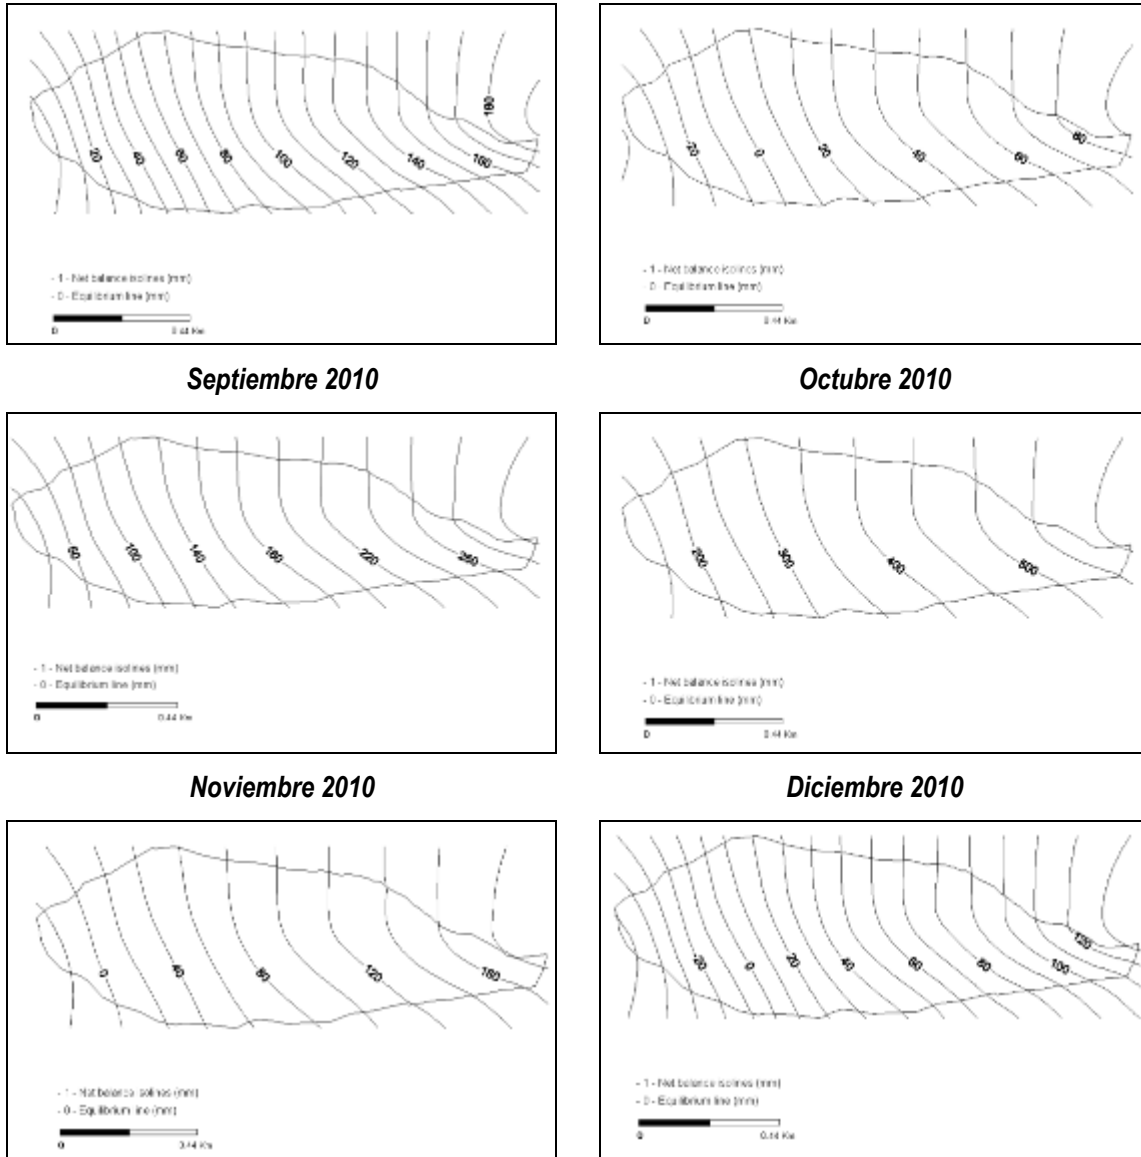 180
20 40 60 80 100 120 140 160
- 1 - Net balance isolines (mm)
- 0 - Equilibrium line (mm)
0 0.44 Km
80
-20 0 20 40 60
- 1 - Net balance isolines (mm)
- 0 - Equilibrium line (mm)
0 0.44 Km
Septiembre 2010
Octubre 2010
60 100 140 180 220 260
- 1 - Net balance isolines (mm)
- 0 - Equilibrium line (mm)
0 0.44 Km
200 300 400 500
- 1 - Net balance isolines (mm)
- 0 - Equilibrium line (mm)
0 0.44 Km
Noviembre 2010
Diciembre 2010
0 40 80 120 160
- 1 - Net balance isolines (mm)
- 0 - Equilibrium line (mm)
0 0.44 Km
120
-20 0 20 40 60 80 100
- 1 - Net balance isolines (mm)
- 0 - Equilibrium line (mm)
0 0.44 Km